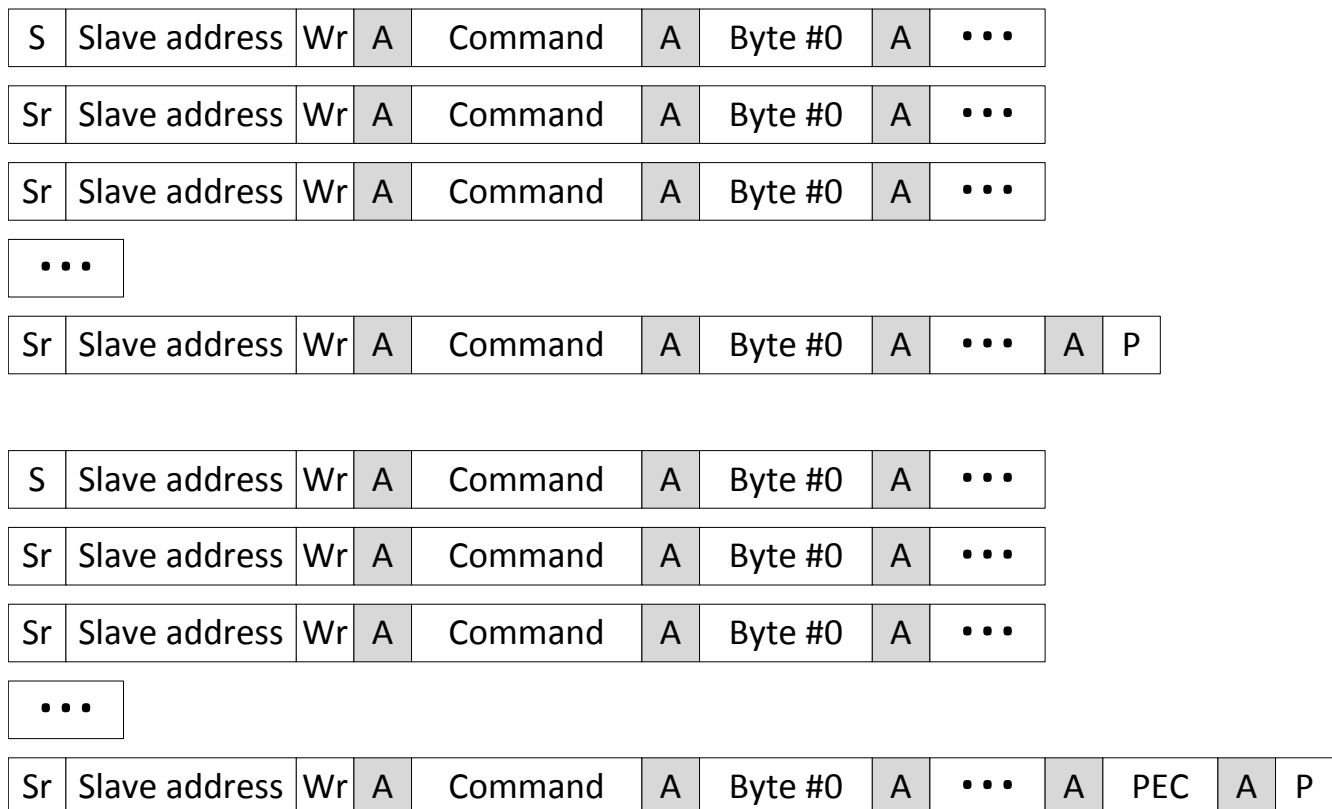 S Slave address Wr A Command A Byte #0 A •••
Sr Slave address Wr A Command A Byte #0 A •••
Sr Slave address Wr A Command A Byte #0 A •••
•••
Sr Slave address Wr A Command A Byte #0 A ••• A P
S Slave address Wr A Command A Byte #0 A •••
Sr Slave address Wr A Command A Byte #0 A •••
Sr Slave address Wr A Command A Byte #0 A •••
•••
Sr Slave address Wr A Command A Byte #0 A ••• A PEC A P